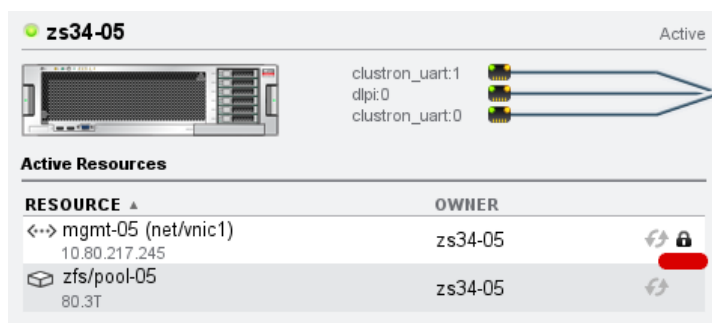 zs34-05
Active
clustron_uart:1
dlpi:0
clustron_uart:0
Active Resources
RESOURCE ▲ OWNER
mgmt-05 (net/vnic1)
10.80.217.245
zs34-05
zfs/pool-05
80.3T
zs34-05